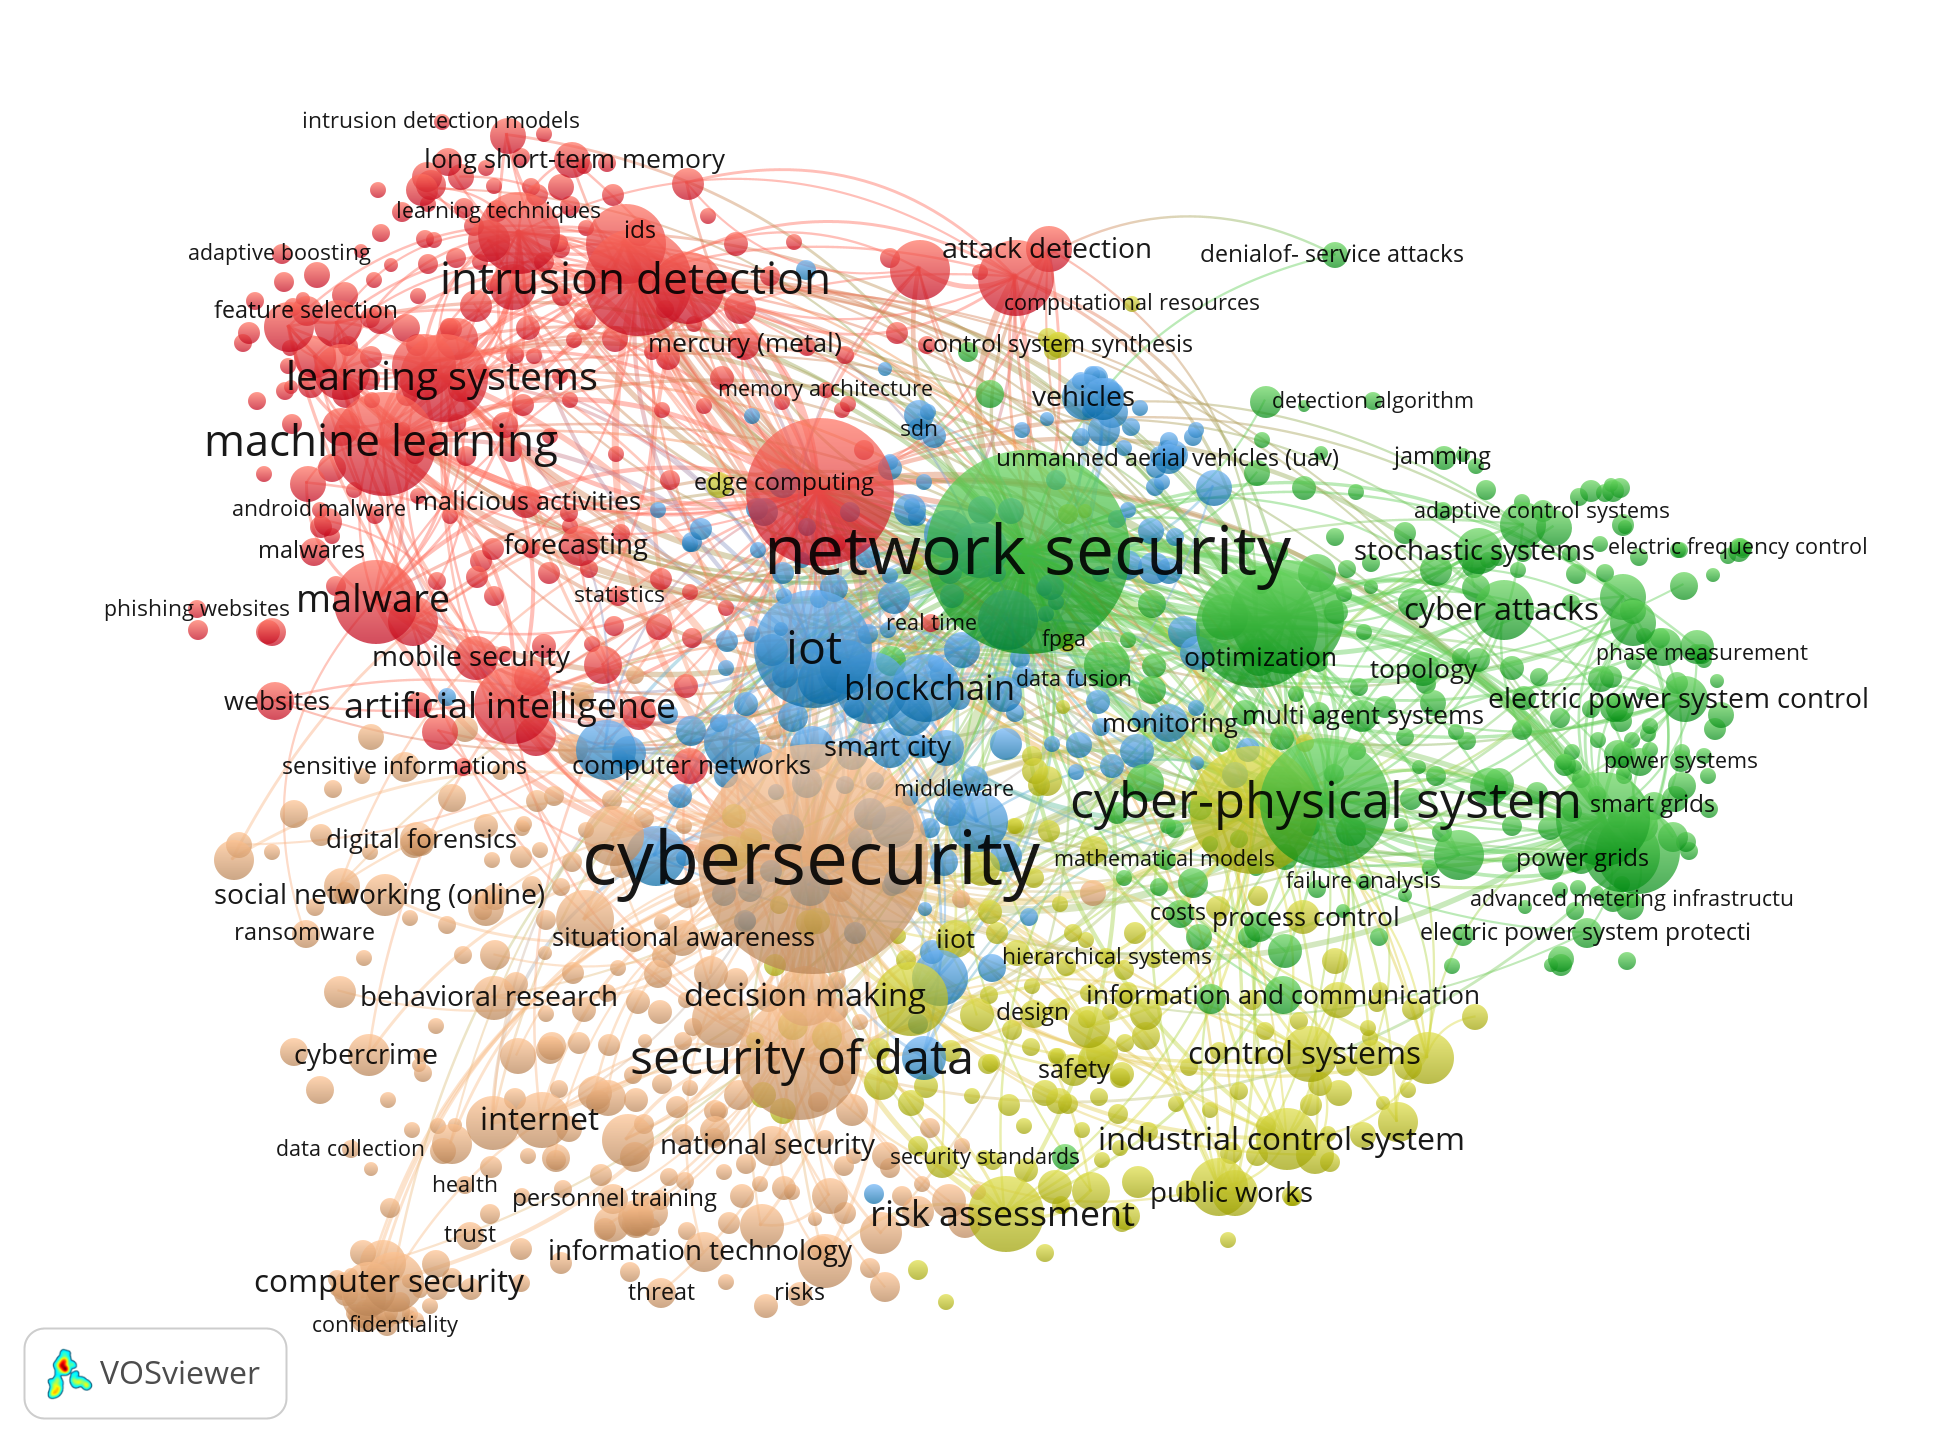 intrusion detection models
long short-term memory
learning techniques
ids
adaptive boosting
attack detection
denialof- service attacks
intrusion detection
computational resources
feature selection
mercury (metal)
control system synthesis
learning systems
memory architecture
vehicles
detection algorithm
sdn
machine learning
unmanned aerial vehicles (uav)
jamming
edge computing
malicious activities
android malware
adaptive control systems
network security
forecasting
malwares
stochastic systems
electric frequency control
statistics
malware
phishing websites
cyber attacks
real time
fpga
iot
mobile security
optimization
phase measurement
topology
data fusion
blockchain
websites
artificial intelligence
electric power system control
monitoring
multi agent systems
smart city
sensitive informations
computer networks
power systems
middleware
cyber-physical system
smart grids
digital forensics
cybersecurity
mathematical models
power grids
failure analysis
social networking (online)
advanced metering infrastructu
costs
process control
ransomware
situational awareness
iiot
electric power system protecti
hierarchical systems
behavioral research
decision making
information and communication
design
cybercrime
security of data
control systems
safety
internet
national security
industrial control system
data collection
security standards
health
personnel training
public works
risk assessment
trust
information technology
computer security
threat
risks
confidentiality
VOSviewer